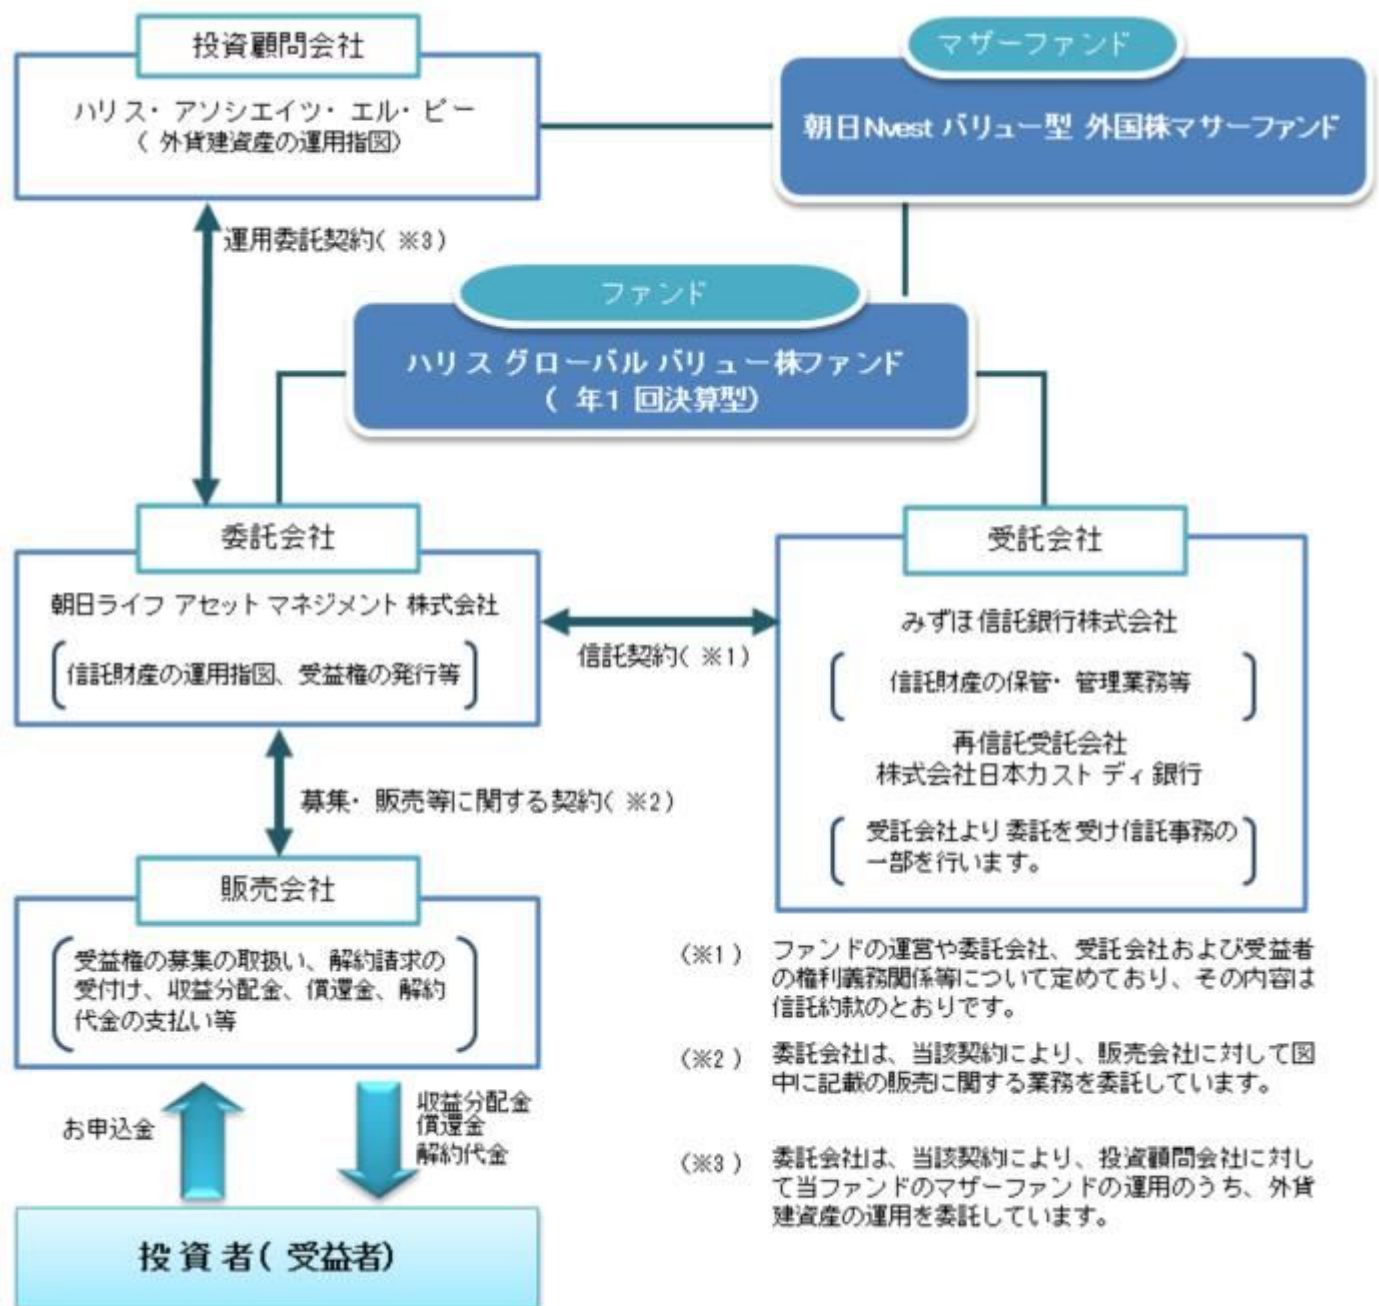 投資顧問会社
ハリス・アソシエイツ・エル・ピー
( 外貨建資産の運用指図)
マザーファンド
朝日Nvest バリュー型 外国株マザーファンド
運用委託契約( ※3)
ファンド
ハリス グローバル バリュー株ファンド
( 年1 回決算型)
委託会社
朝日ライフ アセット マネジメント 株式会社
信託財産の運用指図、受益権の発行等
信託契約( ※1)
受託会社
みずほ信託銀行株式会社
信託財産の保管・管理業務等
再信託受託会社
株式会社日本カストディ銀行
受託会社より委託を受け信託事務の
一部を行います。
募集・販売等に関する契約( ※2)
販売会社
受益権の募集の取扱い、解約請求の
受付け、収益分配金、償還金、解約
代金の支払い等
お申込金
収益分配金
償還金
解約代金
投資者( 受益者)
(※1) ファンドの運営や委託会社、受託会社および受益者
の権利義務関係等について定めており、その内容は
信託約款のとおりです。
(※2) 委託会社は、当該契約により、販売会社に対して図
中に記載の販売に関する業務を委託しています。
(※3) 委託会社は、当該契約により、投資顧問会社に対し
て当ファンドのマザーファンドの運用のうち、外貨
建資産の運用を委託しています。